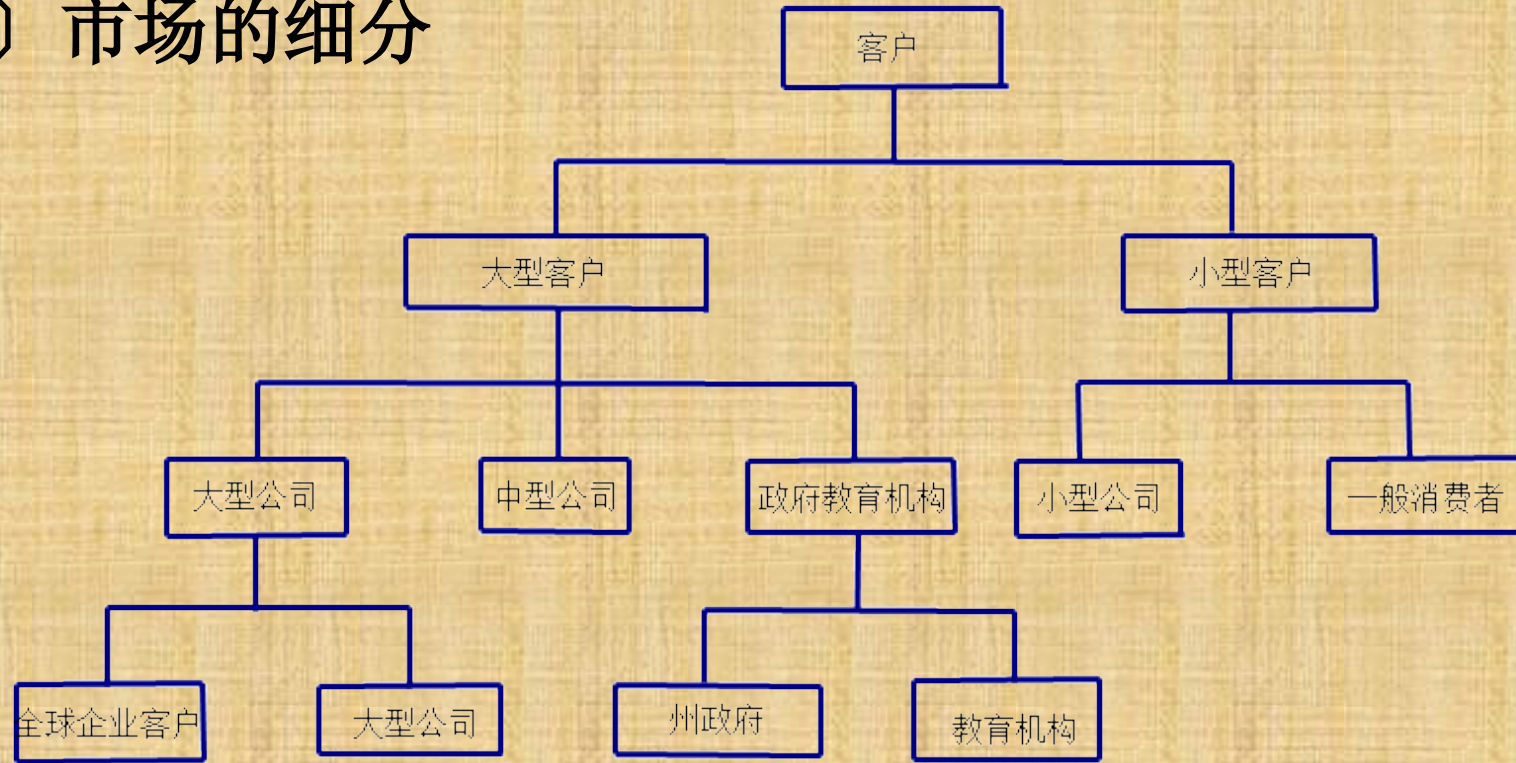 ）市场的细分
客户
大型客户
小型客户
大型公司
中型公司
政府教育机构
小型公司
一般消费者
全球企业客户
大型公司
州政府
教育机构